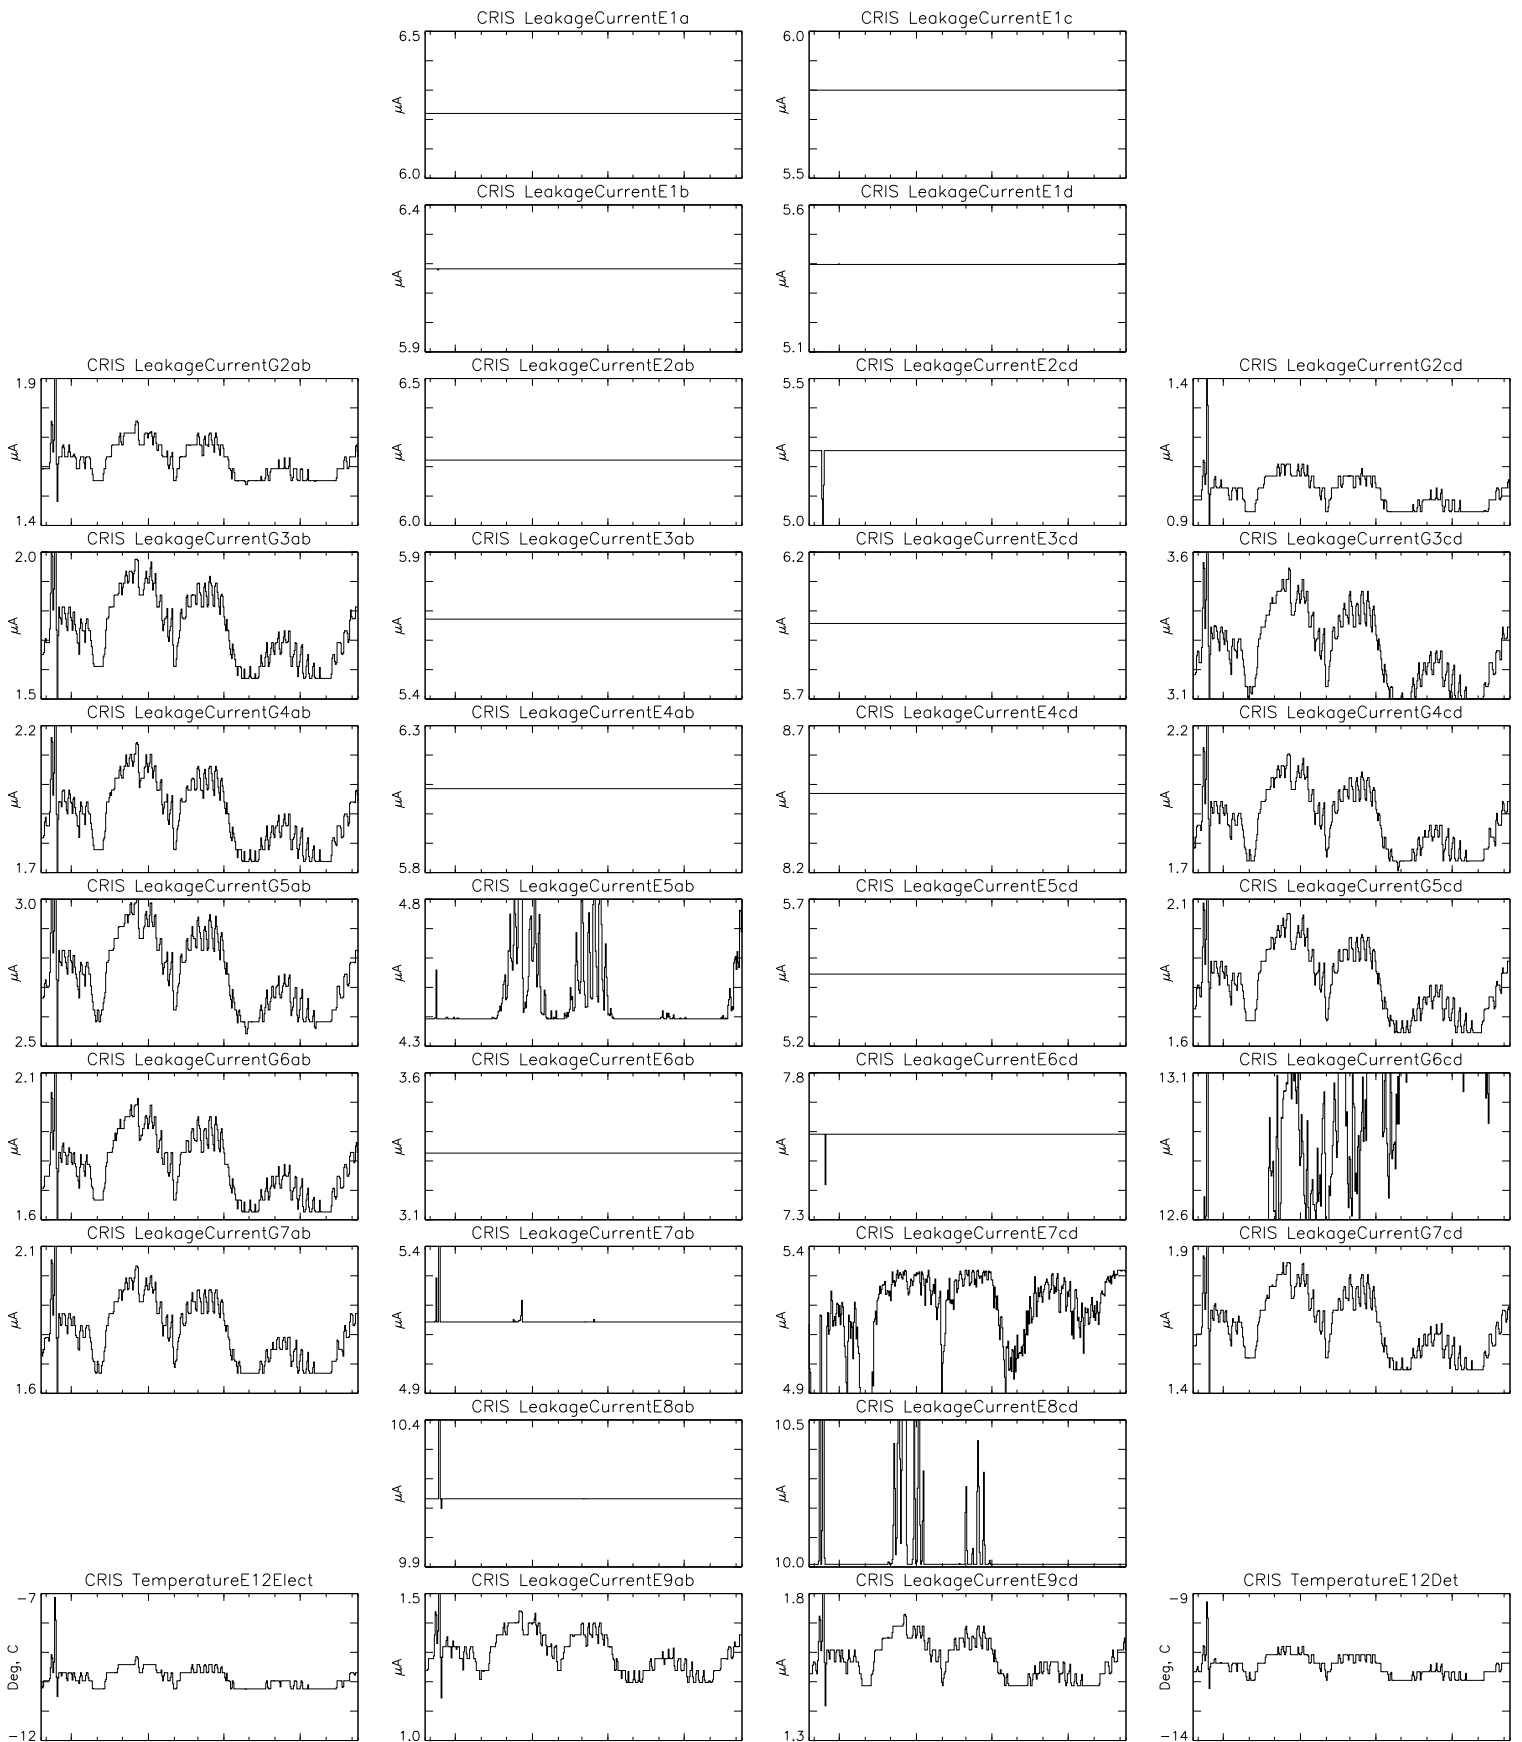 CRIS LeakageCurrentE1a
CRIS LeakageCurrentE1c
6.5
μA
6.0
6.0
μA
5.5
CRIS LeakageCurrentE1b
CRIS LeakageCurrentE1d
6.4
μA
5.9
5.6
μA
5.1
CRIS LeakageCurrentG2ab
CRIS LeakageCurrentE2ab
CRIS LeakageCurrentE2cd
CRIS LeakageCurrentG2cd
1.9
μA
1.4
6.5
μA
6.0
5.5
μA
5.0
1.4
μA
0.9
CRIS LeakageCurrentG3ab
CRIS LeakageCurrentE3ab
CRIS LeakageCurrentE3cd
CRIS LeakageCurrentG3cd
2.0
μA
1.5
5.9
μA
5.4
6.2
μA
5.7
3.6
μA
3.1
CRIS LeakageCurrentG4ab
CRIS LeakageCurrentE4ab
CRIS LeakageCurrentE4cd
CRIS LeakageCurrentG4cd
2.2
μA
1.7
6.3
μA
5.8
8.7
μA
8.2
2.2
μA
1.7
CRIS LeakageCurrentG5ab
CRIS LeakageCurrentE5ab
CRIS LeakageCurrentE5cd
CRIS LeakageCurrentG5cd
3.0
μA
2.5
4.8
μA
4.3
5.7
μA
5.2
2.1
μA
1.6
CRIS LeakageCurrentG6ab
CRIS LeakageCurrentE6ab
CRIS LeakageCurrentE6cd
CRIS LeakageCurrentG6cd
2.1
μA
1.6
3.6
μA
3.1
7.8
μA
7.3
13.1
μA
12.6
CRIS LeakageCurrentG7ab
CRIS LeakageCurrentE7ab
CRIS LeakageCurrentE7cd
CRIS LeakageCurrentG7cd
2.1
μA
1.6
5.4
μA
4.9
5.4
μA
4.9
1.9
μA
1.4
CRIS LeakageCurrentE8ab
CRIS LeakageCurrentE8cd
10.4
μA
9.9
10.5
μA
10.0
CRIS TemperatureE12Elect
CRIS LeakageCurrentE9ab
CRIS LeakageCurrentE9cd
CRIS TemperatureE12Det
−7
Deg, C
−12
1.5
μA
1.0
1.8
μA
1.3
−9
Deg, C
−14